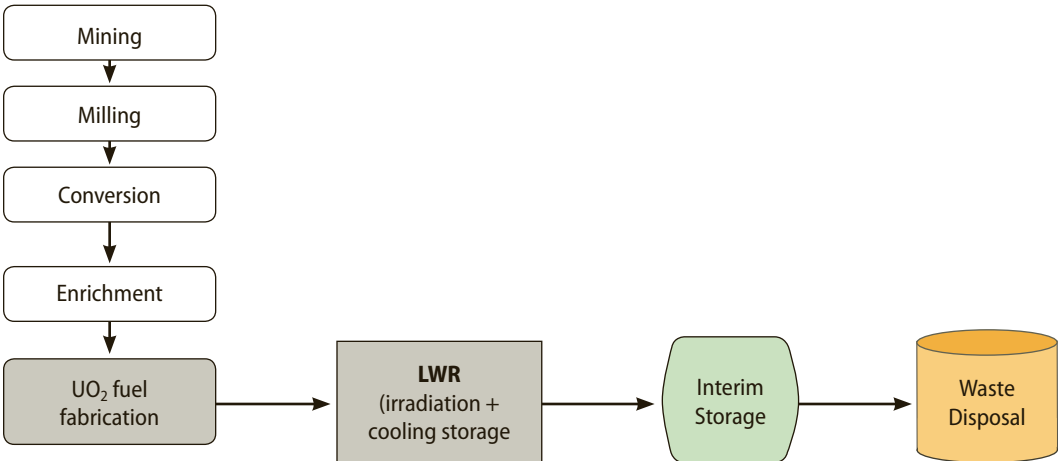 Mining
Milling
Conversion
Enrichment
UO₂ fuel
fabrication
LWR
(irradiation +
cooling storage
Interim
Storage
Waste
Disposal